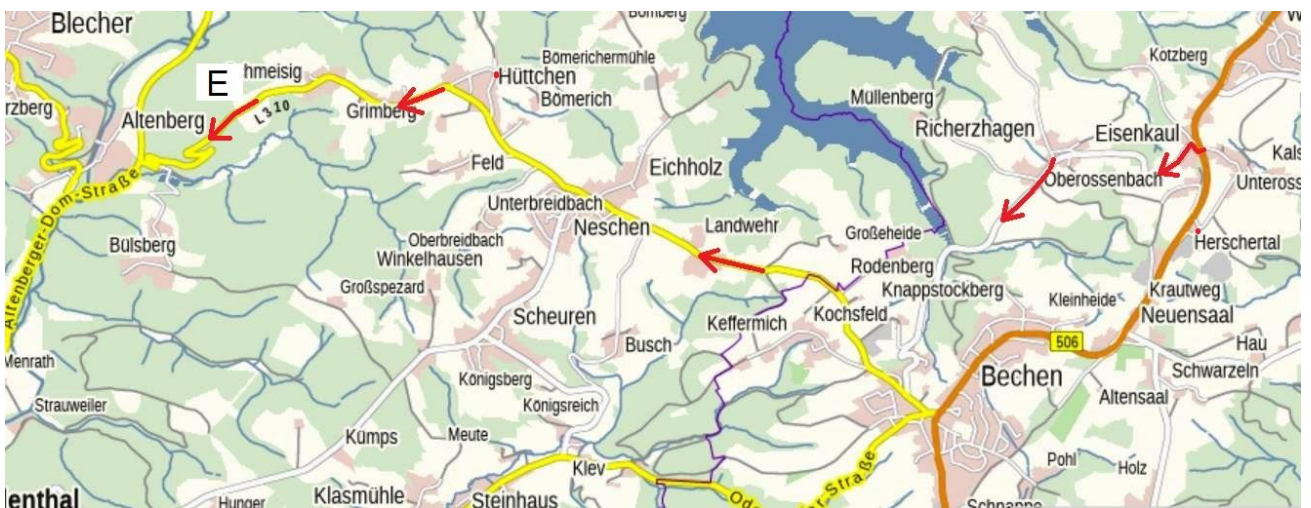 Blecher
Bömerichermühle
Kotzberg
E
hmeisig
Hüttchen
Bömerich
Müllenberg
rzberg
Altenberg
L 310
Grimberg
Richerzhagen
Eisenkaul
Kals
Feld
Eichholz
Oberossenbach
Unteross
Altenberger-Dom-Straße
Unterbreidbach
Neschen
Landwehr
Großeheide
Bülsberg
Oberbreidbach
Winkelhausen
Herschertal
Rodenberg
Großspezard
Knappstockberg
Krautweg
Kleinheide
Neuensaal
Scheuren
Keffermich
Kochsfeld
Busch
506
Hau
Menrath
Schwarzeln
Königsberg
Bechen
Altensaal
Strauweiler
Königsreich
Kümps
Meute
Klev
Pohl
Holz
enthal
Hunger
Klasmühle
Steinhaus
Od
er-Straße
Schnappe